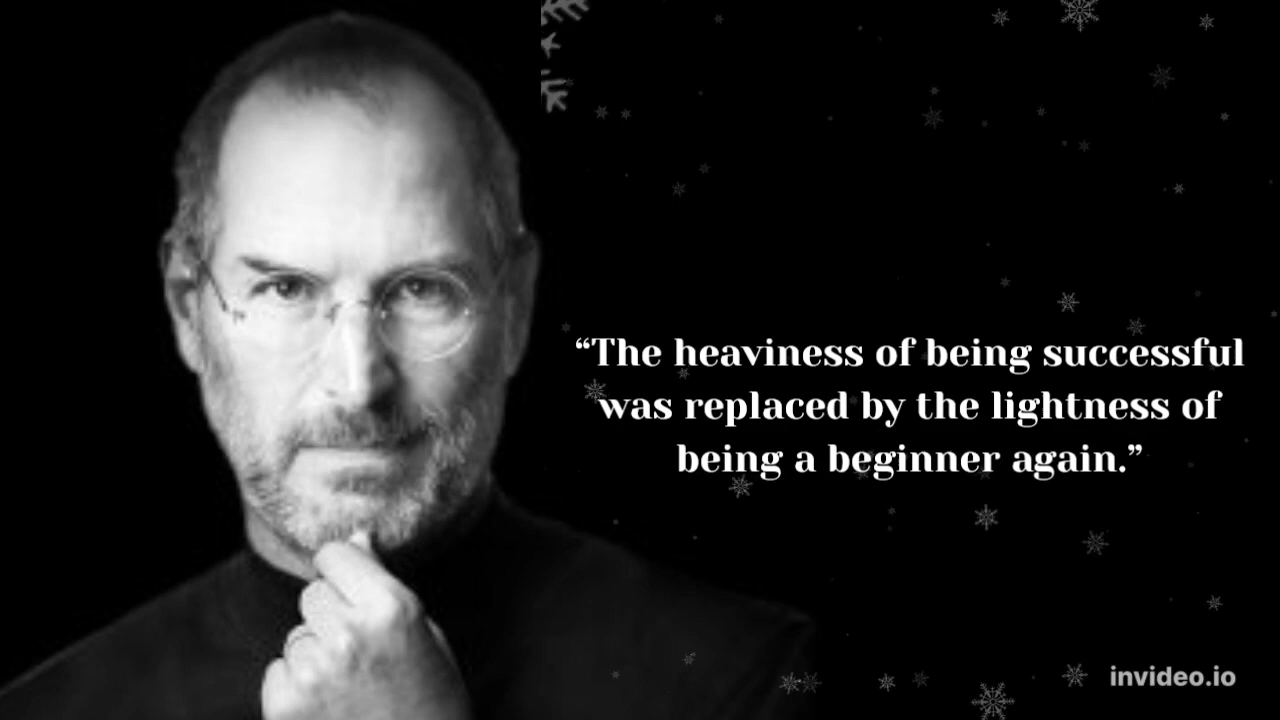 “The heaviness of being successful
was replaced by the lightness of
being a beginner again.”
invideo.io